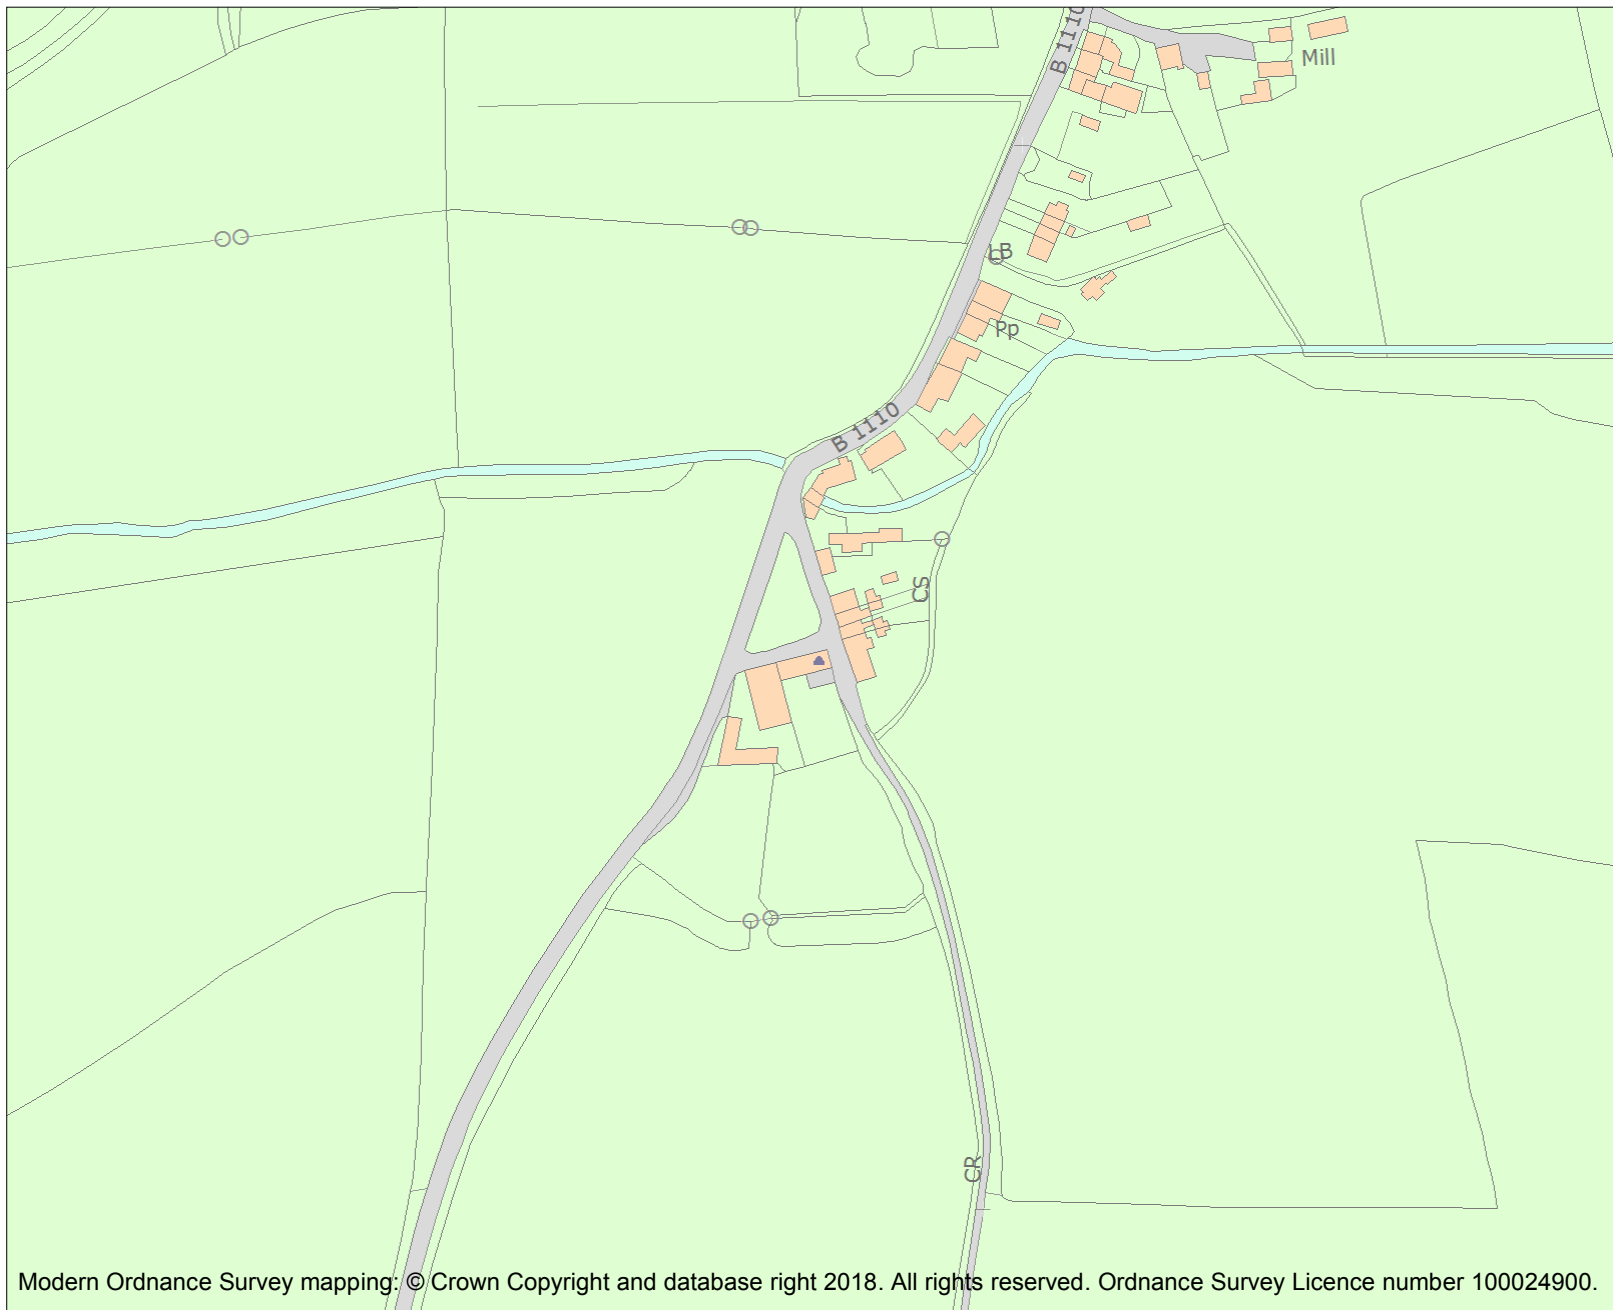 B 1110
Mill
LB
Pp
B 1110
CS
CR
Modern Ordnance Survey mapping: © Crown Copyright and database right 2018. All rights reserved. Ordnance Survey Licence number 100024900.